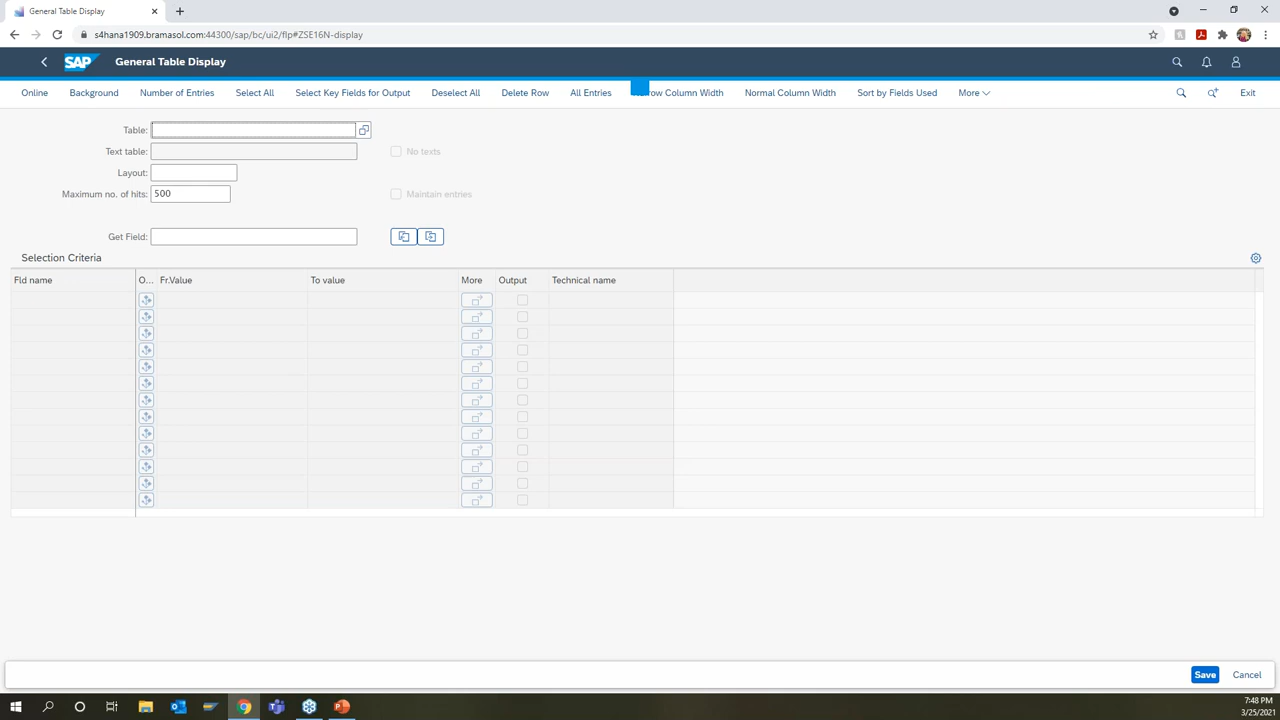 General Table Display
s4hana1909.bramasol.com:44300/sap/bc/ui2/flp#ZSE16N-display
SAP General Table Display
Online Background Number of Entries Select All Select Key Fields for Output Deselect All Delete Row All Entries Column Width Normal Column Width Sort by Fields Used More Exit
Table:
Text table: No texts
Layout:
Maximum no. of hits: 500 Maintain entries
Get Field:
Selection Criteria
Fld name O... Fr.Value To value More Output Technical name
Save Cancel
7:48 PM
3/25/2021